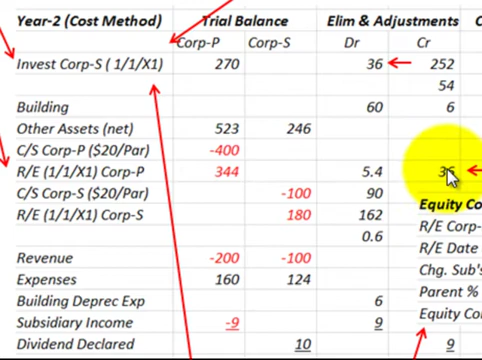 Year-2 (Cost Method) Trial Balance Elim & Adjustments
Corp-P Corp-S Dr Cr
Invest Corp-S ( 1/1/X1) 270 36 252
54
Building 60 6
Other Assets (net) 523 246
C/S Corp-P ($20/Par) -400
R/E (1/1/X1) Corp-P 344 5.4 36
C/S Corp-S ($20/Par) -100 90
R/E (1/1/X1) Corp-S 180 162
0.6
Equity Co
R/E Corp-
R/E Date
Chg. Sub's
Parent %
Equity Co
Revenue -200 -100
Expenses 160 124
Building Deprec Exp 6
Subsidiary Income -9 9
Dividend Declared 10 9